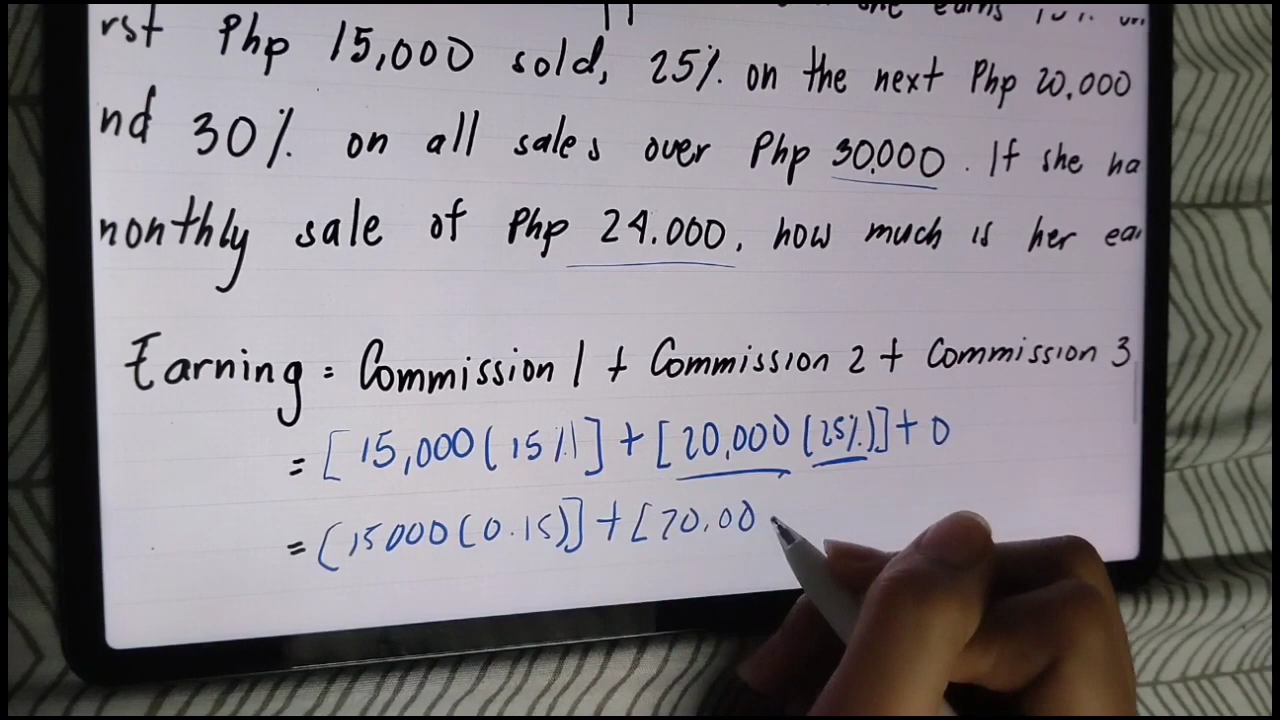 rst Php 15,000 sold, 25% on the next Php 20,000
nd 30% on all sales over Php 30,000. If she ha
monthly sale of Php 24.000, how much is her ear
Earning = Commission 1 + Commission 2 + Commission 3
= [15,000(15%)] + [20,000(25%)] + 0
= (15000(0.15)] + [20,00